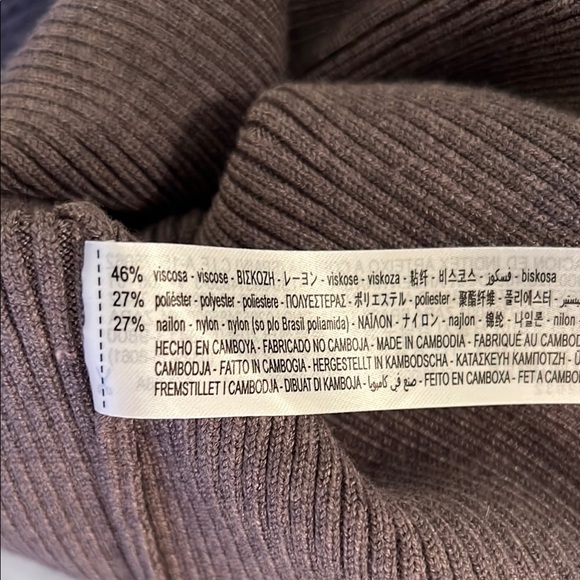 46% viscosa - viscose - ΒΙΣΚΟΖΗ - レーヨン - viskose - viskoza - 粘纤 - 비스코스 - فسكوز - biskosa
27% poliéster - polyester - poliestere - ΠΟΛΥΕΣΤΕΡΑΣ - ポリエステル - poliester - 聚酯纤维 - 폴리에스터 -
27% nailon - nylon - nylon (so p/o Brasil poliamida) - ΝΑΪΛΟΝ - ナイロン - najlon - 锦纶 - 나일론 - nilon
HECHO EN CAMBOYA - FABRICADO NO CAMBOJA - MADE IN CAMBODIA - FABRIQUÉ AU CAMBOD
CAMBODJA - FATTO IN CAMBOGIA - HERGESTELLT IN KAMBODSCHA - ΚΑΤΑΣΚΕΥΗ ΚΑΜΠΟΤΖΗ -
FREMSTILLET I CAMBODJA - DIBUAT DI KAMBOJA - صنع في كامبوديا - FEITO EN CAMBOXA - FET A CAMBO